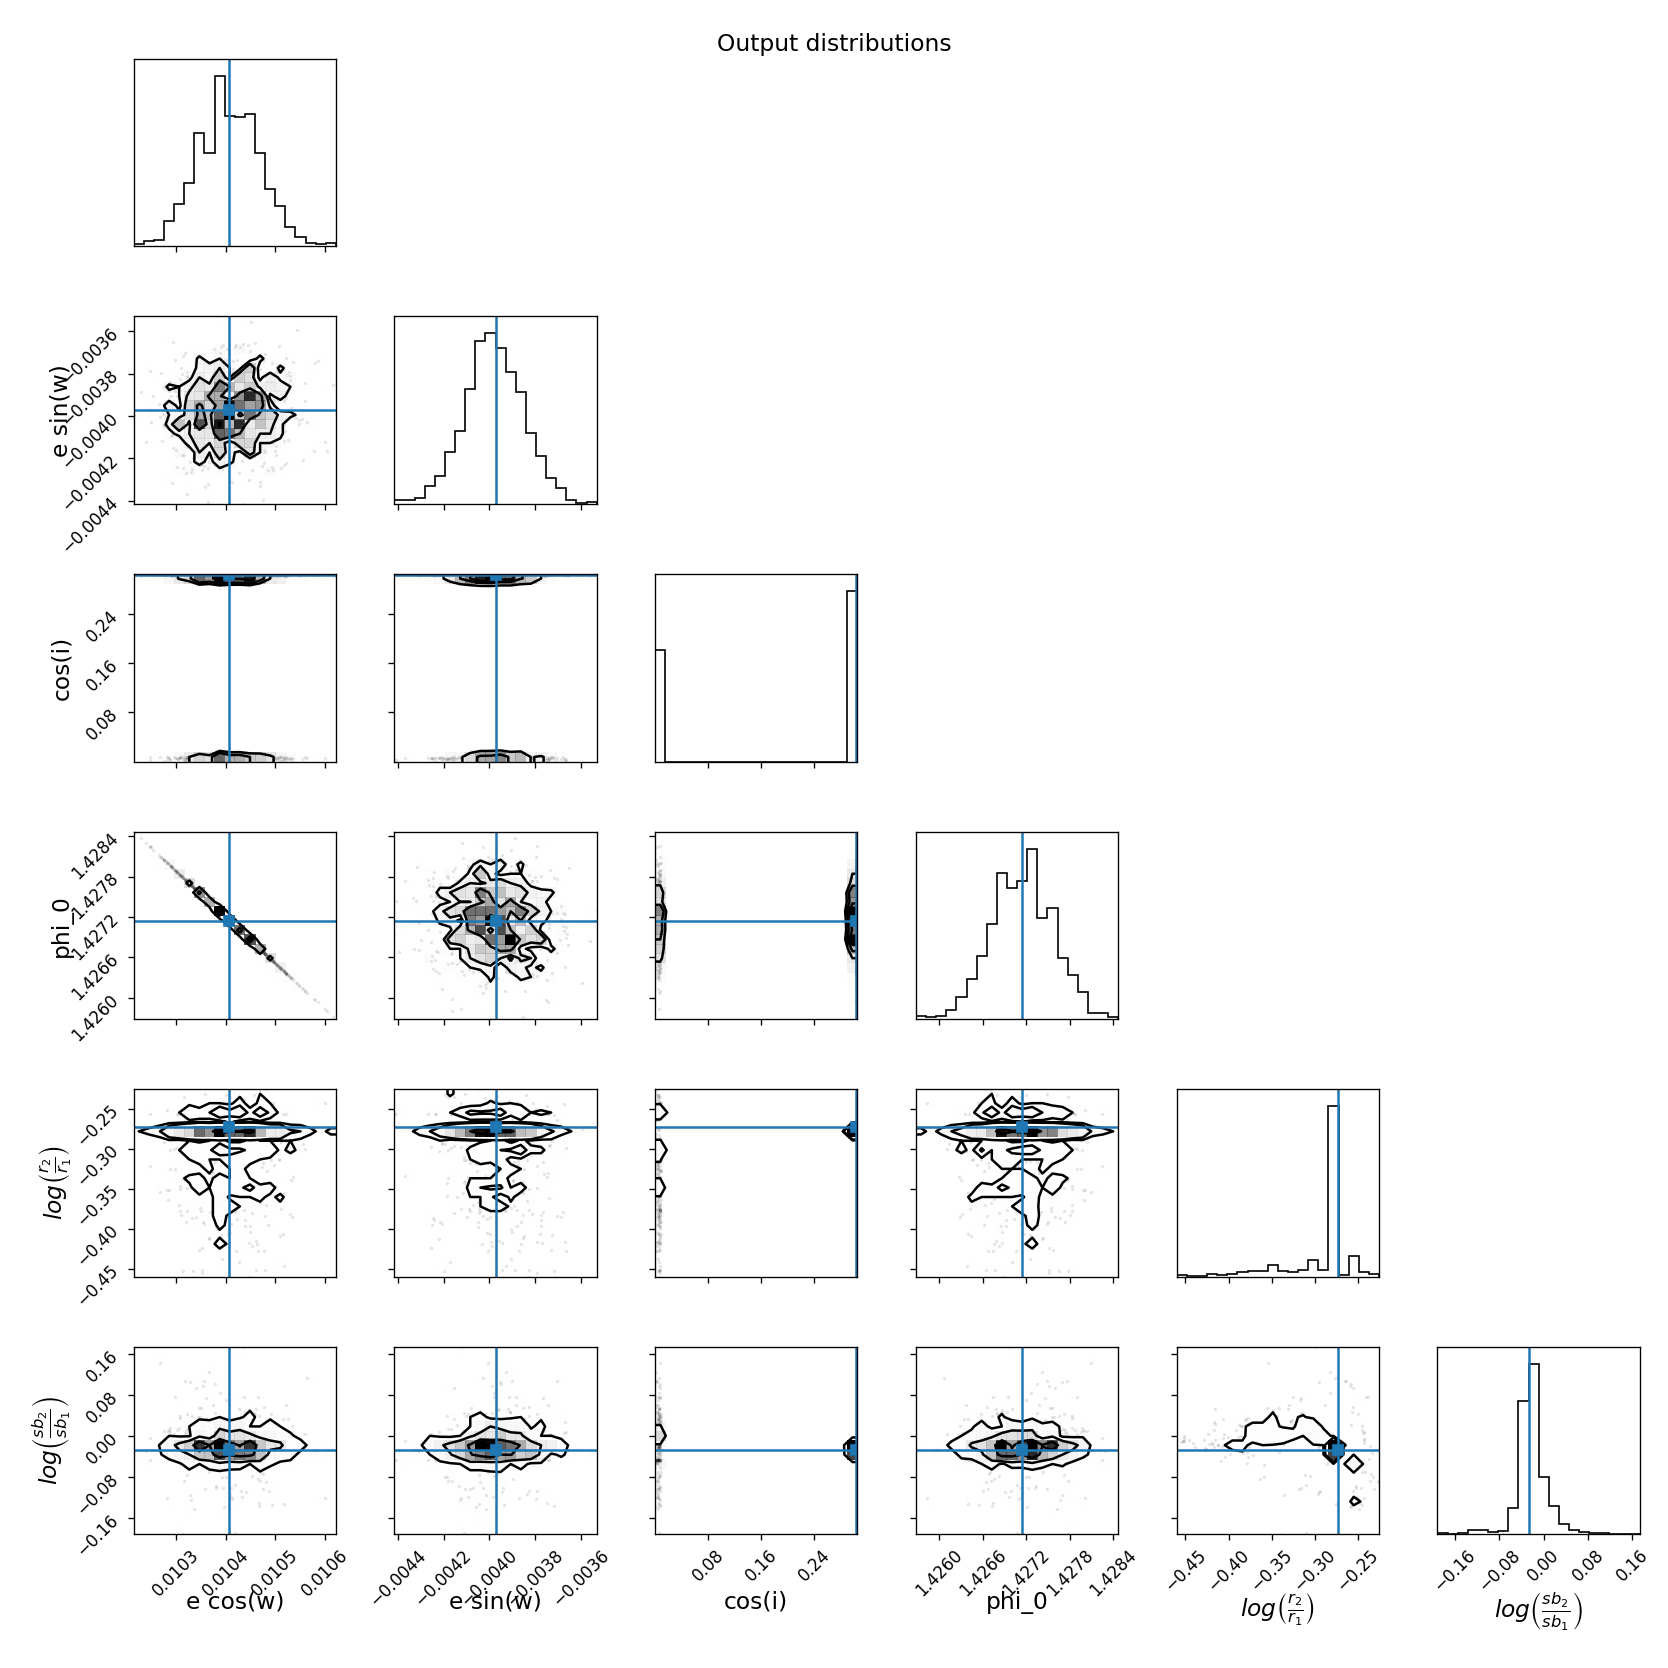 Output distributions
e sin(w)
−0.0036
−0.0038
−0.0040
−0.0042
−0.0044
cos(i)
0.24
0.16
0.08
phi_0
1.4284
1.4278
1.4272
1.4266
1.4260
log(r₂/r₁)
−0.25
−0.30
−0.35
−0.40
−0.45
log(sb₂/sb₁)
0.16
0.08
0.00
−0.08
−0.16
0.0103 0.0104 0.0105 0.0106
−0.0044 −0.0042 −0.0040 −0.0038 −0.0036
0.08 0.16 0.24
1.4260 1.4266 1.4272 1.4278 1.4284
−0.45 −0.40 −0.35 −0.30 −0.25
−0.16 −0.08 0.00 0.08 0.16
e cos(w) e sin(w) cos(i) phi_0 log(r₂/r₁) log(sb₂/sb₁)